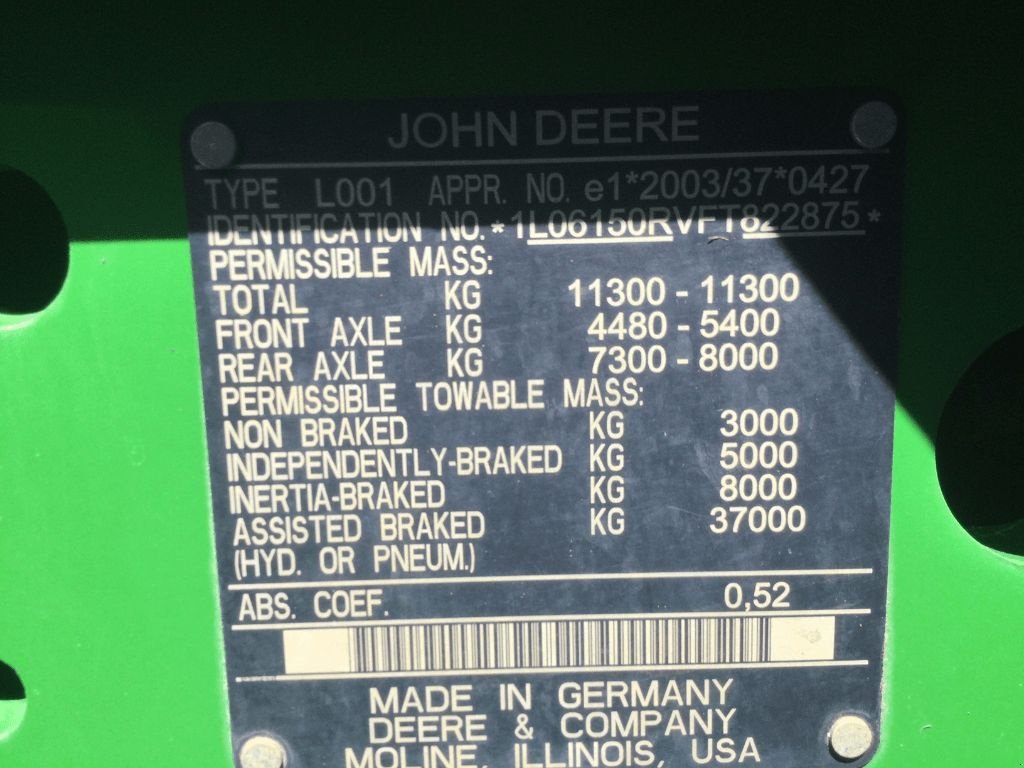 JOHN DEERE
TYPE L001 APPR. NO. e1*2003/37*0427
IDENTIFICATION NO.*1L06150RVFT822875*
PERMISSIBLE MASS:
TOTAL KG 11300 - 11300
FRONT AXLE KG 4480 - 5400
REAR AXLE KG 7300 - 8000
PERMISSIBLE TOWABLE MASS:
NON BRAKED KG 3000
INDEPENDENTLY-BRAKED KG 5000
INERTIA-BRAKED KG 8000
ASSISTED BRAKED KG 37000
(HYD. OR PNEUM.)
ABS. COEF. 0,52
MADE IN GERMANY
DEERE & COMPANY
MOLINE, ILLINOIS, USA